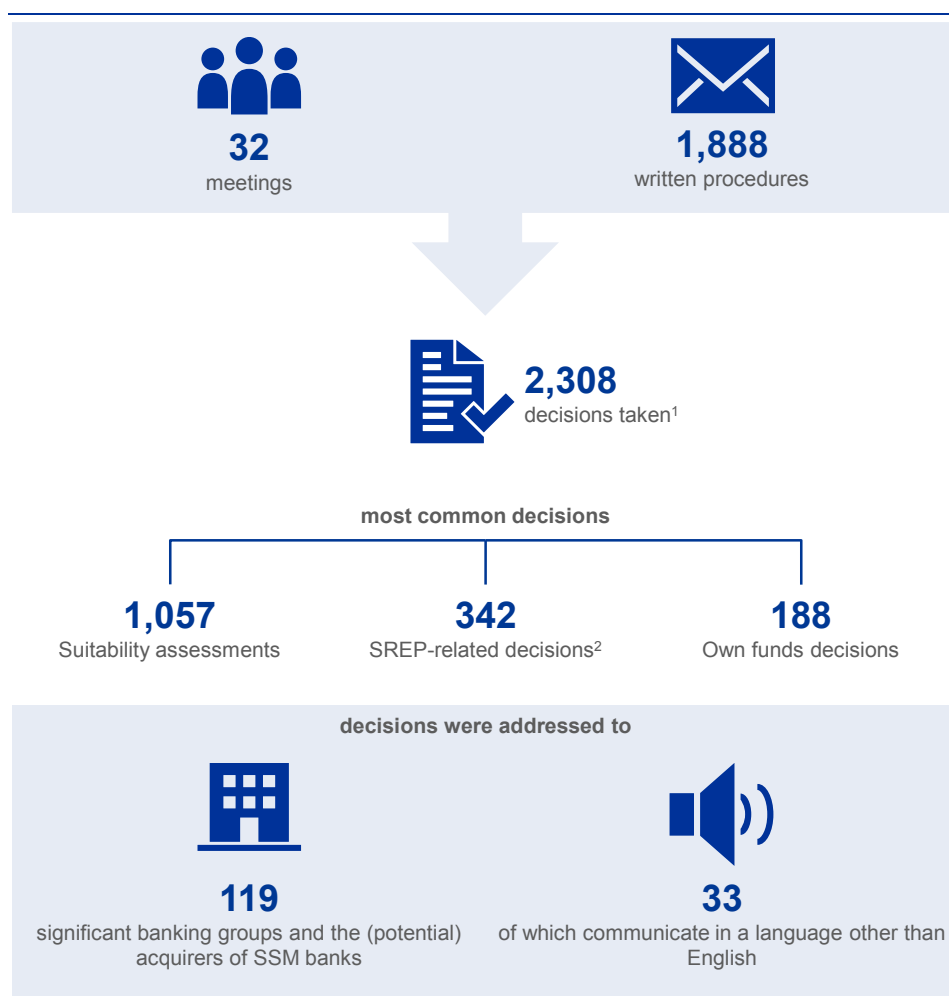 32
meetings
1,888
written procedures
2,308
decisions taken¹
most common decisions
1,057
Suitability assessments
342
SREP-related decisions²
188
Own funds decisions
decisions were addressed to
119
significant banking groups and the (potential)
acquirers of SSM banks
33
of which communicate in a language other than
English